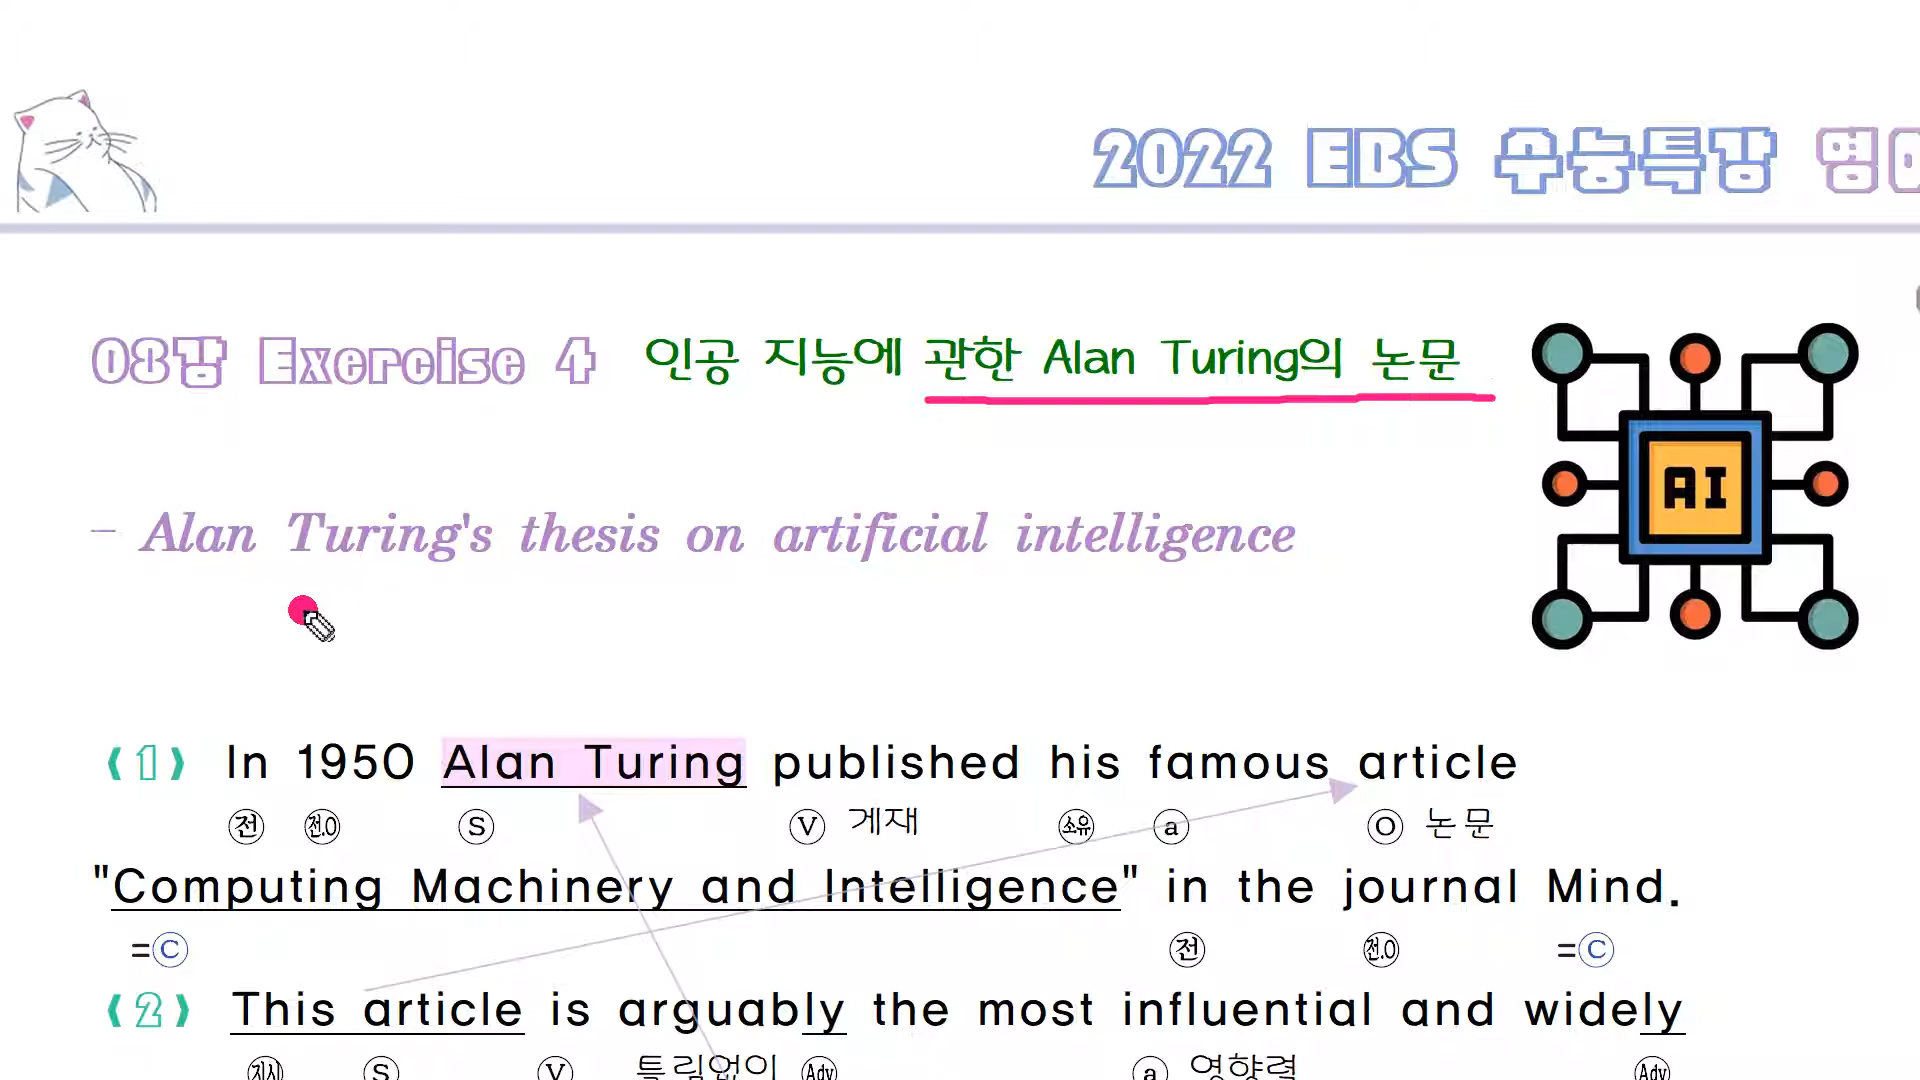 2022 EBS 수능특강
08강 Exercise 4 인공 지능에 관한 Alan Turing의 논문
AI
- Alan Turing's thesis on artificial intelligence
(1) In 1950 Alan Turing published his famous article
전 전.O S V 게재 소유 a O 논문
"Computing Machinery and Intelligence" in the journal Mind.
=C 전 전.O =C
(2) This article is arguably the most influential and widely
지시 S V 틀림없이 Adv a 영향력 Adv